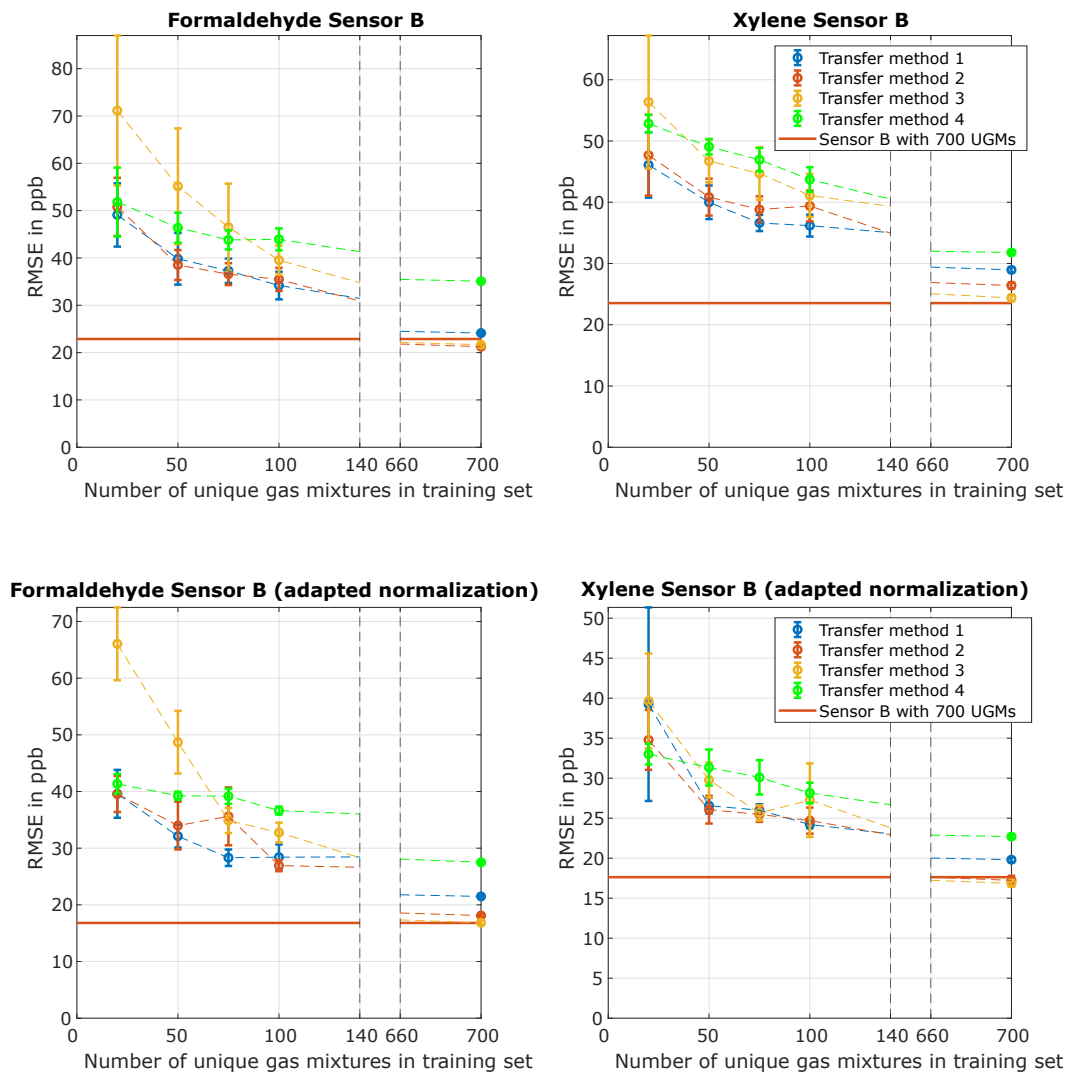 Formaldehyde Sensor B
RMSE in ppb
80
70
60
50
40
30
20
10
0
0 50 100 140 660 700
Number of unique gas mixtures in training set
Xylene Sensor B
Transfer method 1
Transfer method 2
Transfer method 3
Transfer method 4
Sensor B with 700 UGMs
RMSE in ppb
60
50
40
30
20
10
0
0 50 100 140 660 700
Number of unique gas mixtures in training set
Formaldehyde Sensor B (adapted normalization)
RMSE in ppb
70
60
50
40
30
20
10
0
0 50 100 140 660 700
Number of unique gas mixtures in training set
Xylene Sensor B (adapted normalization)
Transfer method 1
Transfer method 2
Transfer method 3
Transfer method 4
Sensor B with 700 UGMs
RMSE in ppb
50
45
40
35
30
25
20
15
10
5
0
0 50 100 140 660 700
Number of unique gas mixtures in training set